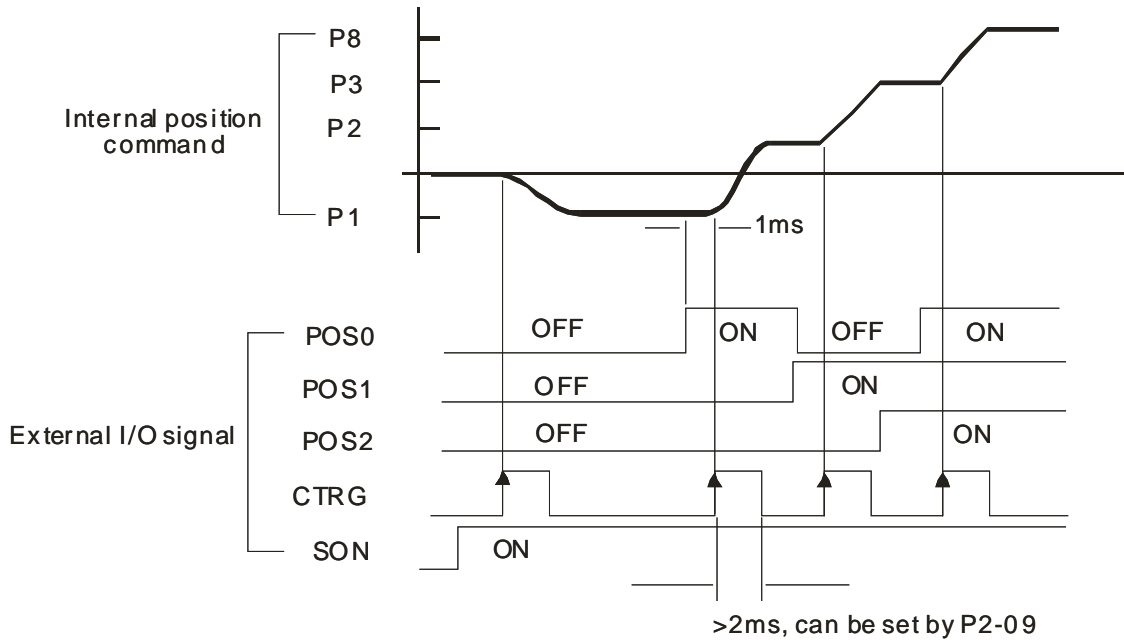 P8
P3
Internal position
command
P2
P1
1ms
POS0
OFF
ON
OFF
ON
POS1
OFF
ON
External I/O signal
POS2
OFF
ON
CTRG
SON
ON
>2ms, can be set by P2-09